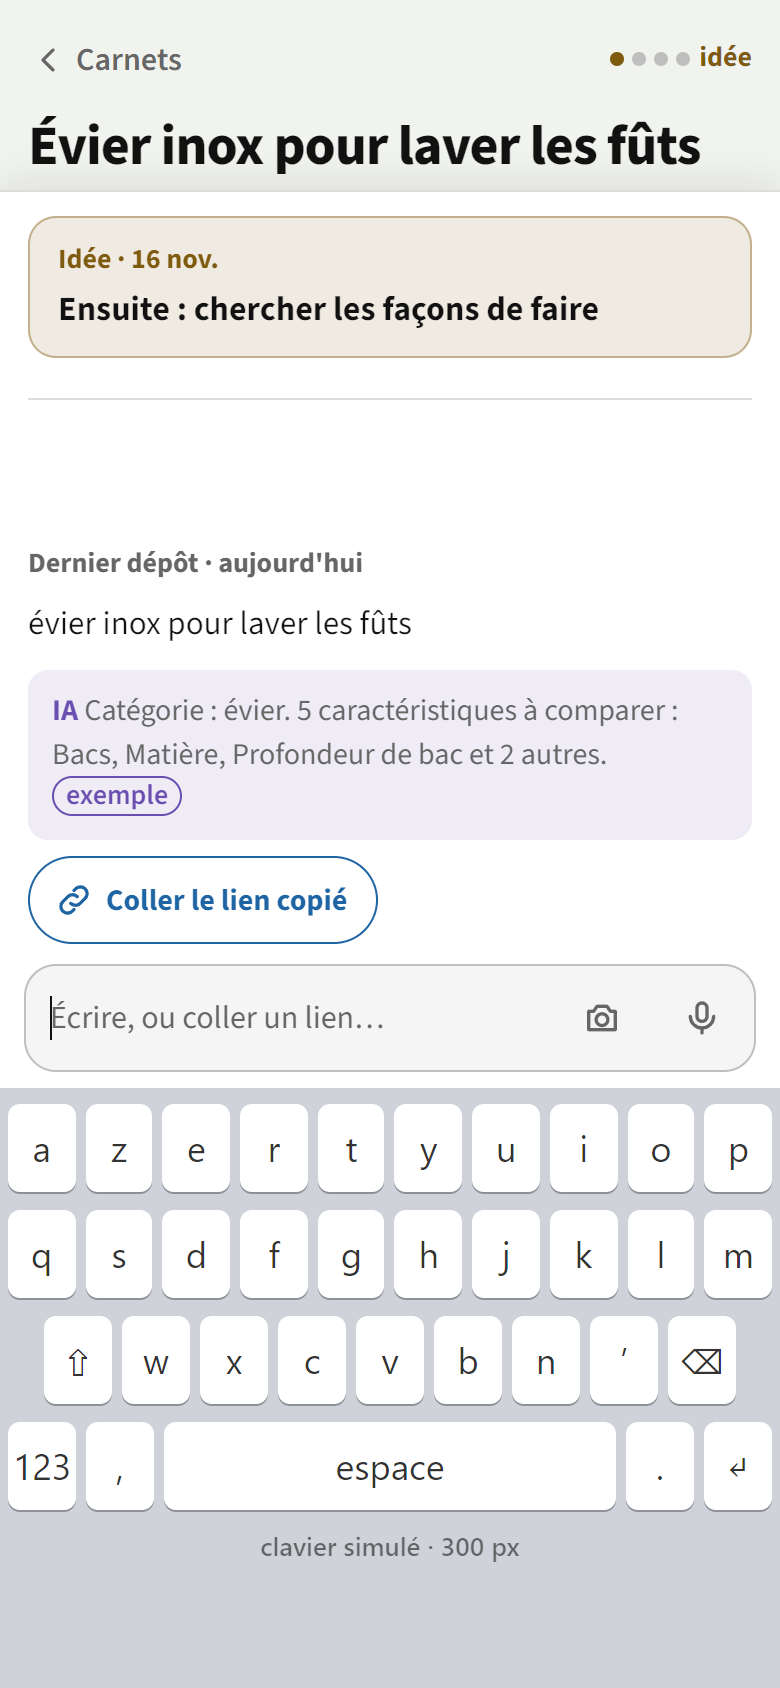 Carnets
idée
Évier inox pour laver les fûts
Idée · 16 nov.
Ensuite : chercher les façons de faire
Dernier dépôt · aujourd'hui
évier inox pour laver les fûts
IA Catégorie : évier. 5 caractéristiques à comparer :
Bacs, Matière, Profondeur de bac et 2 autres.
exemple
Coller le lien copié
Écrire, ou coller un lien…
a z e r t y u i o p
q s d f g h j k l m
⇧ w x c v b n ′ ⌫
123 , espace . ↵
clavier simulé · 300 px